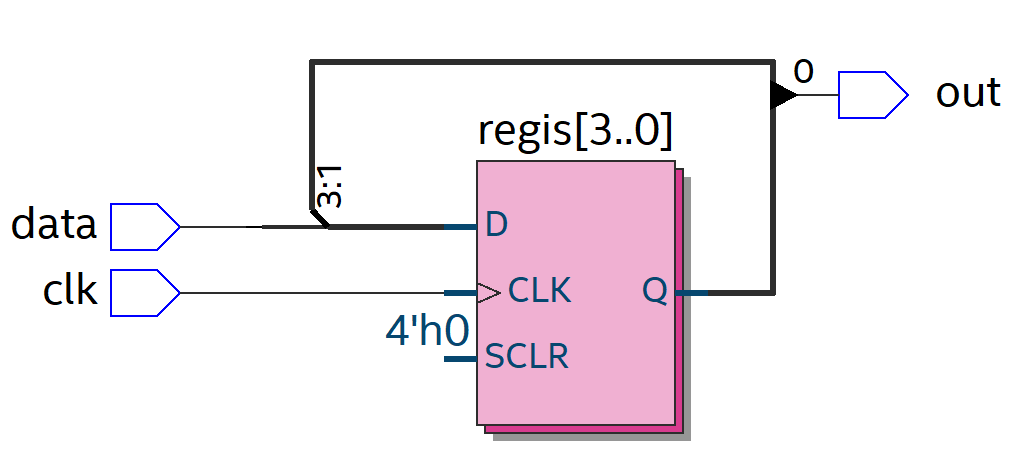 0
out
regis[3..0]
3:1
data
D
clk
CLK
Q
4'h0
SCLR